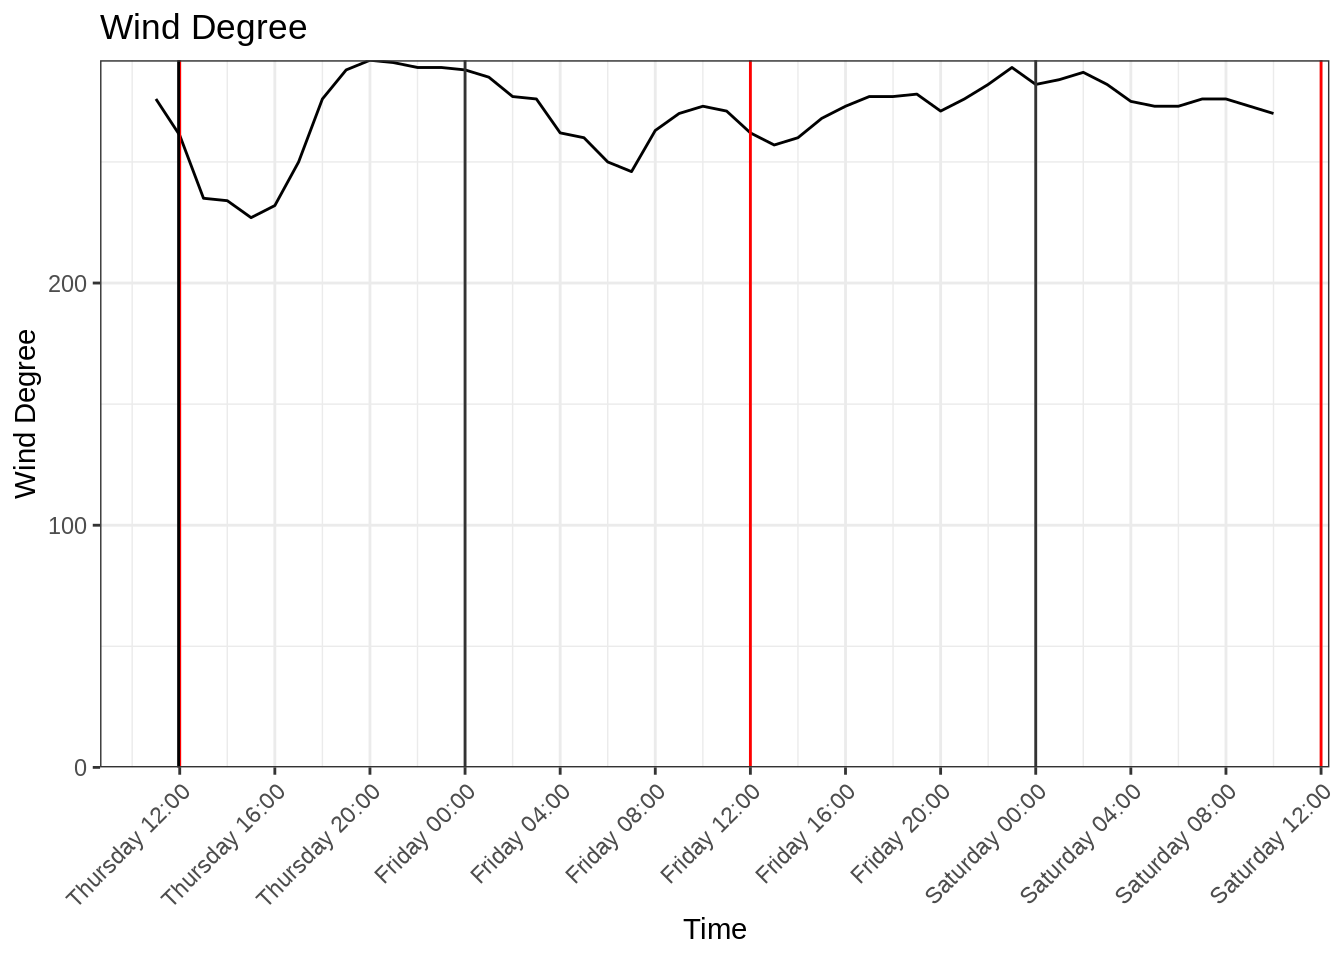 Wind Degree
Wind Degree
200
100
0
Thursday 12:00
Thursday 16:00
Thursday 20:00
Friday 00:00
Friday 04:00
Friday 08:00
Friday 12:00
Friday 16:00
Friday 20:00
Saturday 00:00
Saturday 04:00
Saturday 08:00
Saturday 12:00
Time